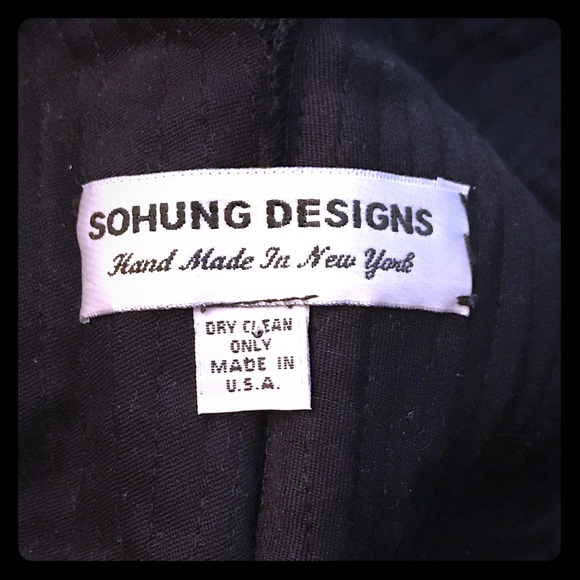 SOHUNG DESIGNS
Hand Made In New York
DRY CLEAN
ONLY
MADE IN
U.S.A.